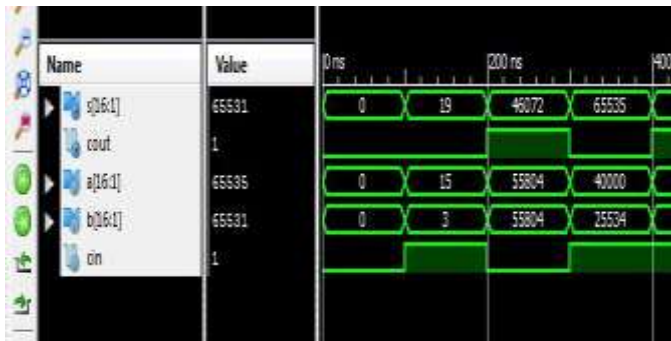 Name Value 0 ns 200 ns 400
s[16:1] 65531 0 19 46072 65535
cout 1
a[16:1] 65535 0 15 55804 40000
b[16:1] 65531 0 3 55804 25534
cin 1